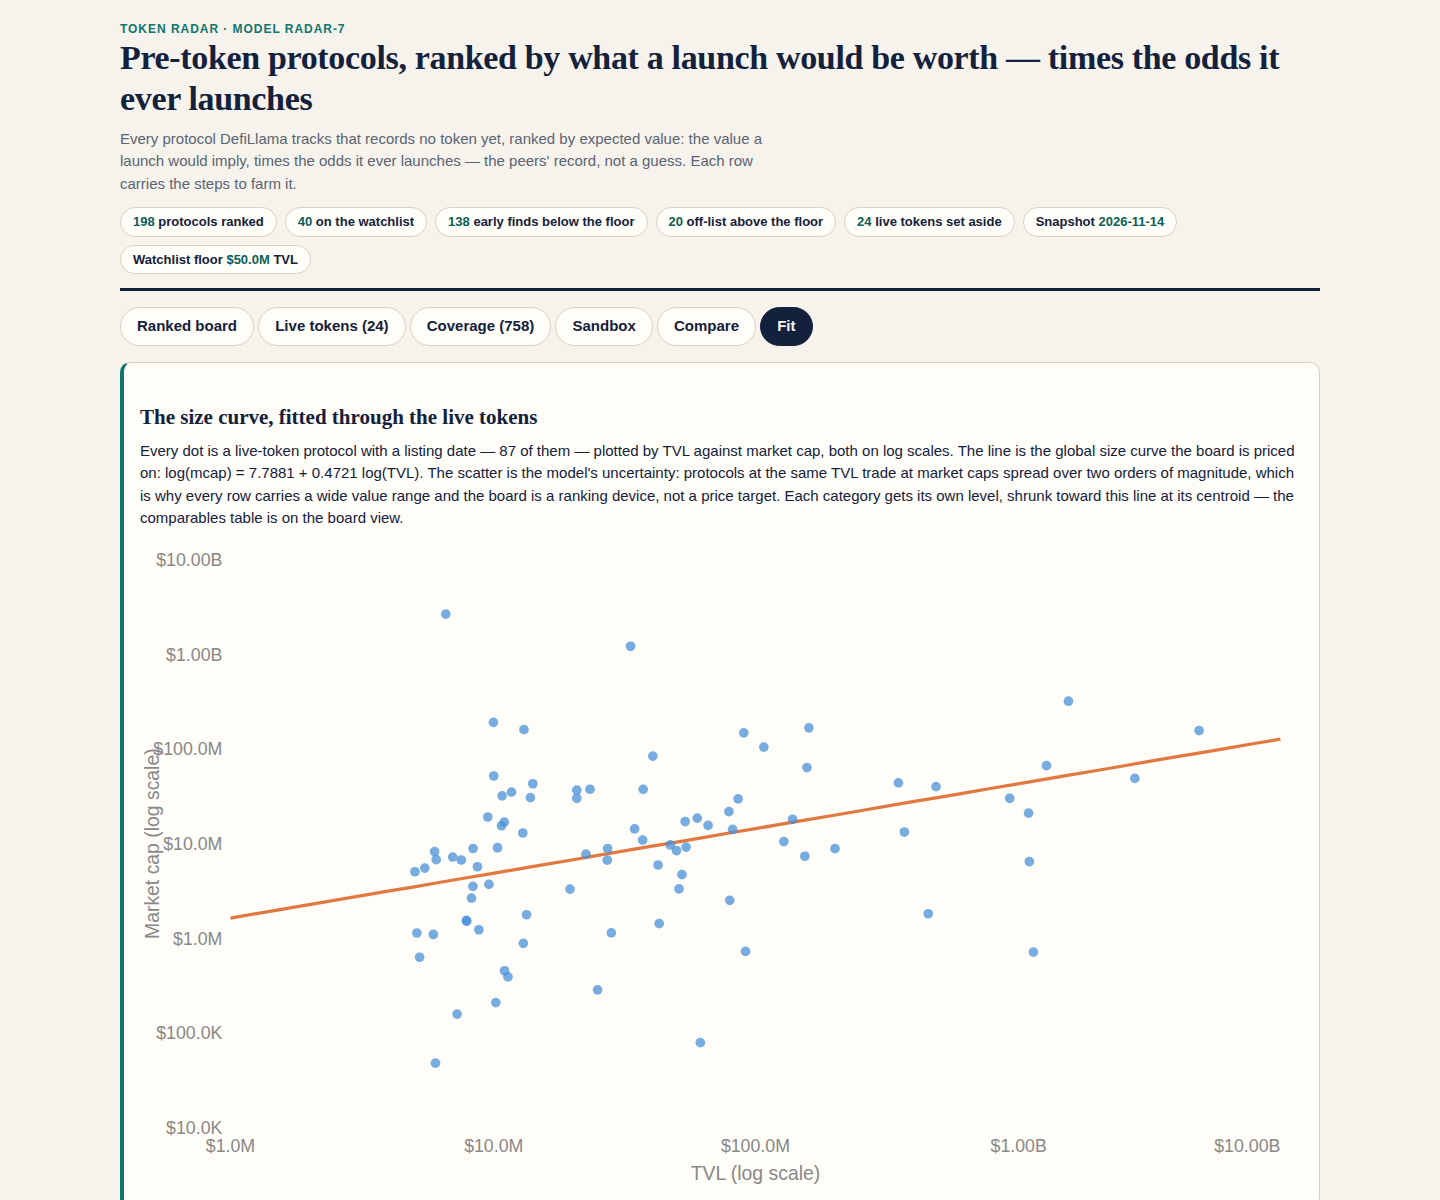 TOKEN RADAR · MODEL RADAR-7
Pre-token protocols, ranked by what a launch would be worth — times the odds it
ever launches
Every protocol DefiLlama tracks that records no token yet, ranked by expected value: the value a
launch would imply, times the odds it ever launches — the peers' record, not a guess. Each row
carries the steps to farm it.
198 protocols ranked
40 on the watchlist
138 early finds below the floor
20 off-list above the floor
24 live tokens set aside
Snapshot 2026-11-14
Watchlist floor $50.0M TVL
Ranked board
Live tokens (24)
Coverage (758)
Sandbox
Compare
Fit
The size curve, fitted through the live tokens
Every dot is a live-token protocol with a listing date — 87 of them — plotted by TVL against market cap, both on log scales. The line is the global size curve the board is priced
on: log(mcap) = 7.7881 + 0.4721 log(TVL). The scatter is the model's uncertainty: protocols at the same TVL trade at market caps spread over two orders of magnitude, which
is why every row carries a wide value range and the board is a ranking device, not a price target. Each category gets its own level, shrunk toward this line at its centroid — the
comparables table is on the board view.
$10.00B
$1.00B
$100.0M
$10.0M
$1.0M
$100.0K
$10.0K
Market cap (log scale)
$1.0M
$10.0M
$100.0M
$1.00B
$10.00B
TVL (log scale)